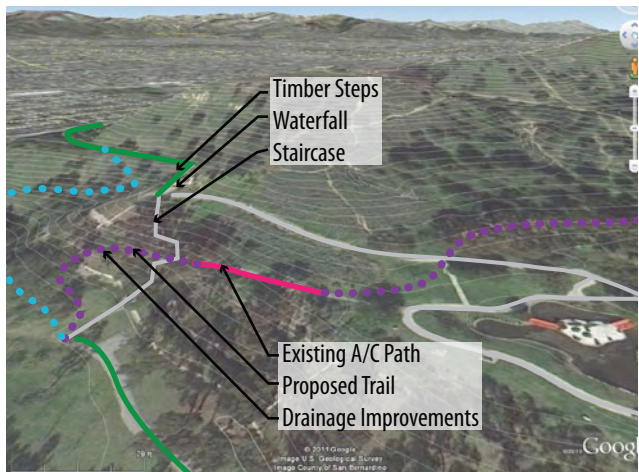 Timber Steps
Waterfall
Staircase
Existing A/C Path
Proposed Trail
Drainage Improvements
© 2011 Google
Image U.S. Geological Survey
Image County of San Bernardino
Google